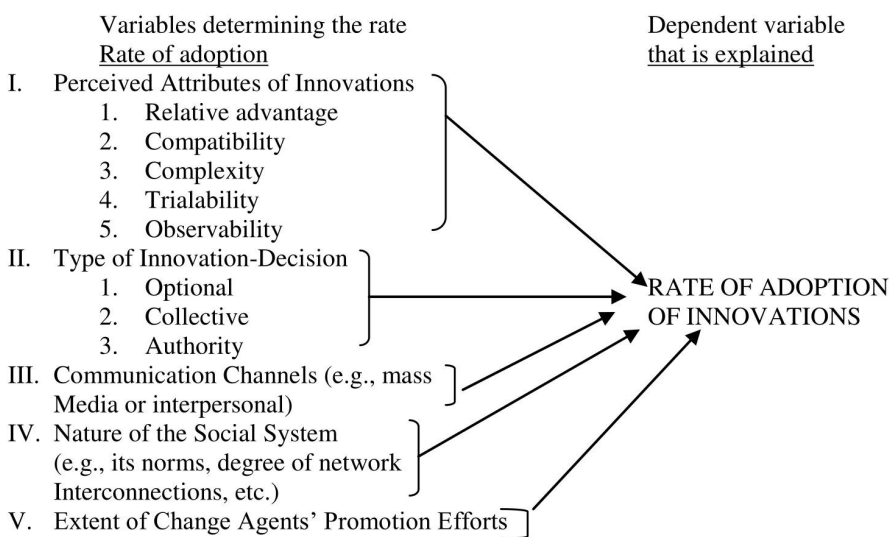 Variables determining the rate
Rate of adoption
Dependent variable
that is explained
I. Perceived Attributes of Innovations
1. Relative advantage
2. Compatibility
3. Complexity
4. Trialability
5. Observability
II. Type of Innovation-Decision
1. Optional
2. Collective
3. Authority
III. Communication Channels (e.g., mass
Media or interpersonal)
IV. Nature of the Social System
(e.g., its norms, degree of network
Interconnections, etc.)
V. Extent of Change Agents’ Promotion Efforts
RATE OF ADOPTION
OF INNOVATIONS